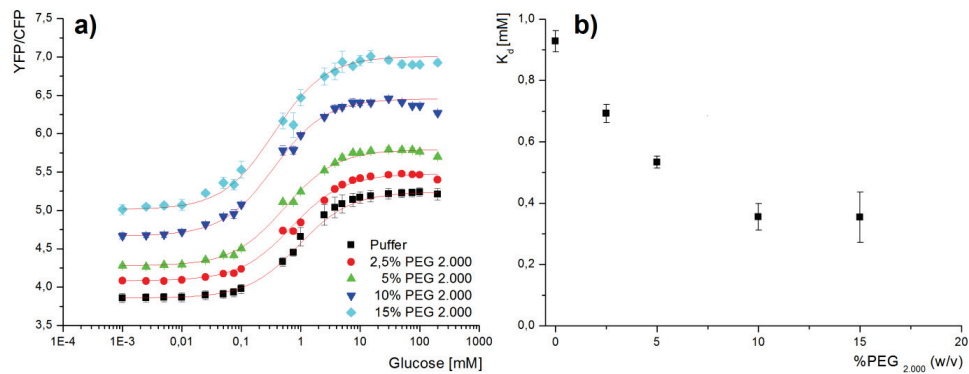 a)
YFP/CFP
7,5
7,0
6,5
6,0
5,5
5,0
4,5
4,0
3,5
1E-4
1E-3
0,01
0,1
1
10
100
1000
Glucose [mM]
Puffer
2,5% PEG 2.000
5% PEG 2.000
10% PEG 2.000
15% PEG 2.000
b)
Kd [mM]
1,0
0,8
0,6
0,4
0,2
0,0
0
5
10
15
20
%PEG 2.000 (w/v)